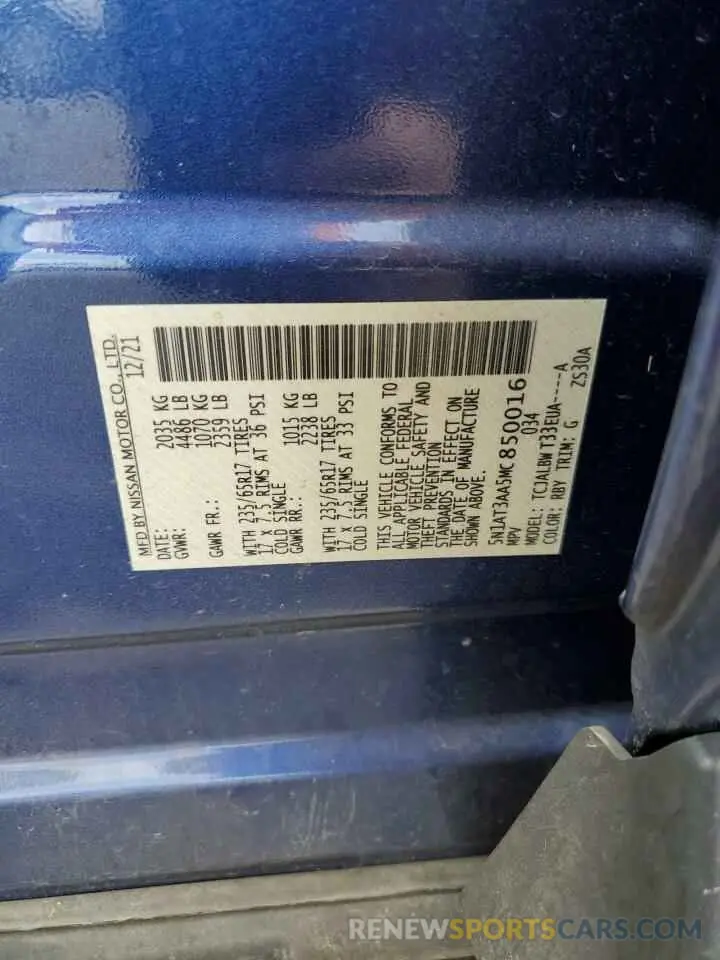 MFD BY NISSAN MOTOR CO., LTD.
DATE: 12/21
GVWR: 2035 KG
4486 LB
GAWR FR.: 1070 KG
2359 LB
WITH 235/65R17 TIRES
17 X 7.5 RIMS AT 36 PSI
COLD SINGLE
GAWR RR.: 1015 KG
2238 LB
WITH 235/65R17 TIRES
17 X 7.5 RIMS AT 33 PSI
COLD SINGLE
THIS VEHICLE CONFORMS TO
ALL APPLICABLE FEDERAL
MOTOR VEHICLE SAFETY AND
THEFT PREVENTION
STANDARDS IN EFFECT ON
THE DATE OF MANUFACTURE
SHOWN ABOVE.
5N1AT3AA5MC850016
MPV 034
MODEL: TCJALBW T33EUA----A
COLOR: RBY TRIM: G ZS30A
RENEWSPORTSCARS.COM